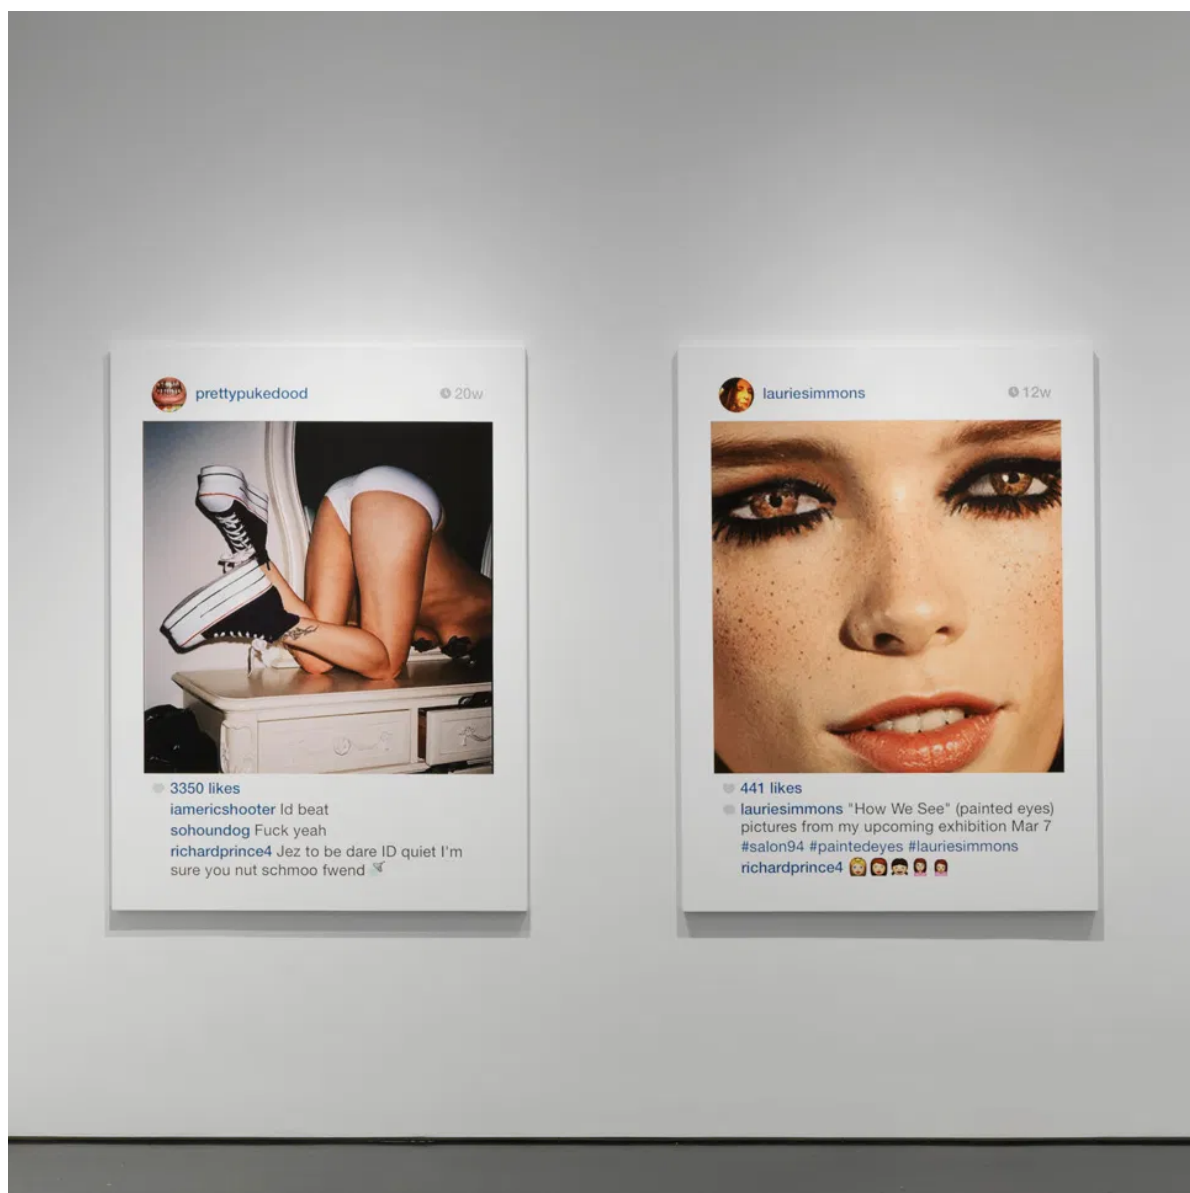 prettypukedood 20w
3350 likes
iamericshooter Id beat
sohoundog Fuck yeah
richardprince4 Jez to be dare ID quiet I'm
sure you nut schmoo fwend
lauriesimmons 12w
441 likes
lauriesimmons "How We See" (painted eyes)
pictures from my upcoming exhibition Mar 7
#salon94 #paintedeyes #lauriesimmons
richardprince4